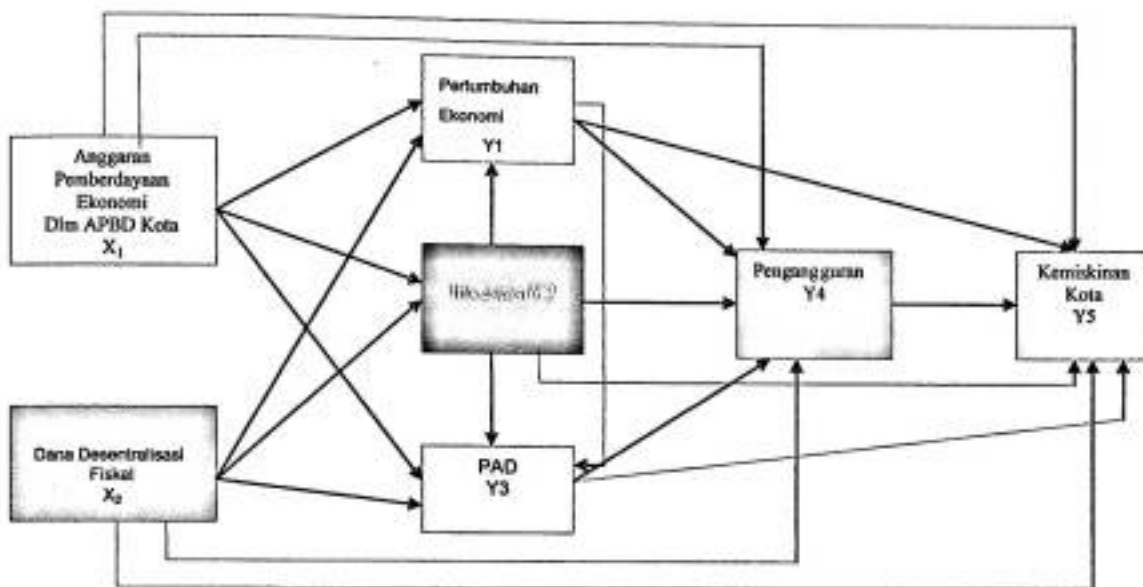 Pertumbuhan
Ekonomi
Y1
Anggaran
Pemberdayaan
Ekonomi
Dlm APBD Kota
X₁
Pengangguran
Y4
Kemiskinan
Kota
Y5
Dana Desentralisasi
Fiskal
X₂
PAD
Y3